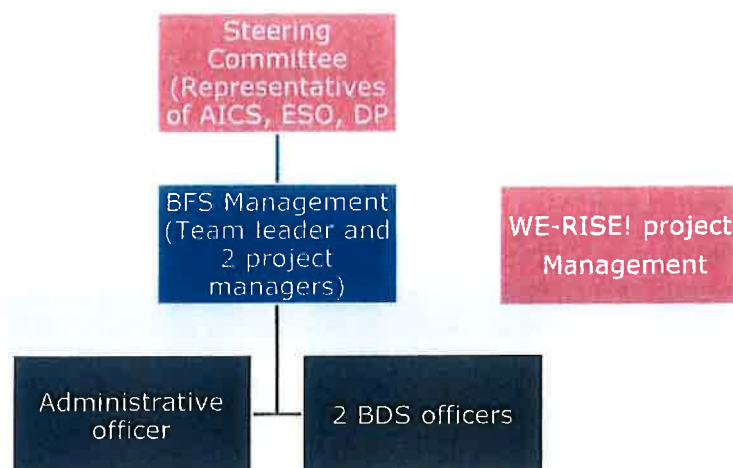 Steering
Committee
(Representatives
of AICS, ESO, DP
BFS Management
(Team leader and
2 project
managers)
WE-RISE! project
Management
Administrative
officer
2 BDS officers